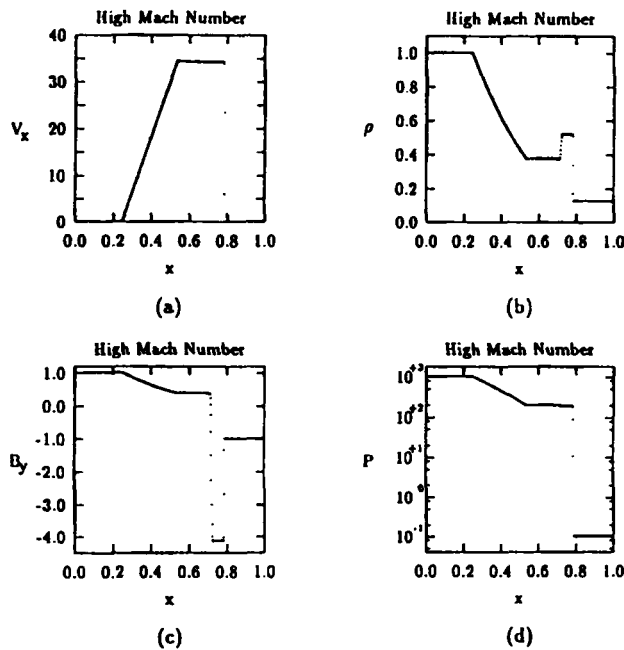 High Mach Number
40
30
V_x
20
10
0
0.0 0.2 0.4 0.6 0.8 1.0
x
(a)
High Mach Number
1.0
0.8
ρ 0.6
0.4
0.2
0.0
0.0 0.2 0.4 0.6 0.8 1.0
x
(b)
High Mach Number
1.0
0.0
-1.0
B_y
-2.0
-3.0
-4.0
0.0 0.2 0.4 0.6 0.8 1.0
x
(c)
High Mach Number
10^+3
10^+2
P 10^+1
10^0
10^-1
0.0 0.2 0.4 0.6 0.8 1.0
x
(d)